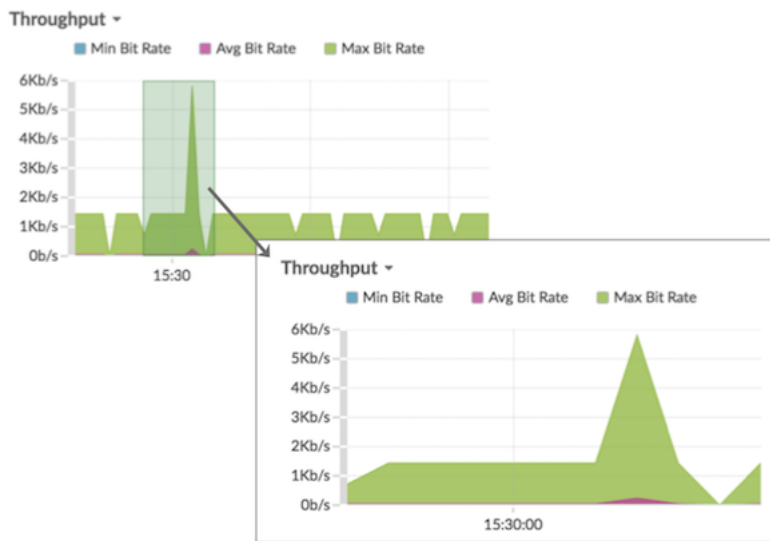 Throughput
Min Bit Rate Avg Bit Rate Max Bit Rate
6Kb/s
5Kb/s
4Kb/s
3Kb/s
2Kb/s
1Kb/s
0b/s
15:30
Throughput
Min Bit Rate Avg Bit Rate Max Bit Rate
6Kb/s
5Kb/s
4Kb/s
3Kb/s
2Kb/s
1Kb/s
0b/s
15:30:00